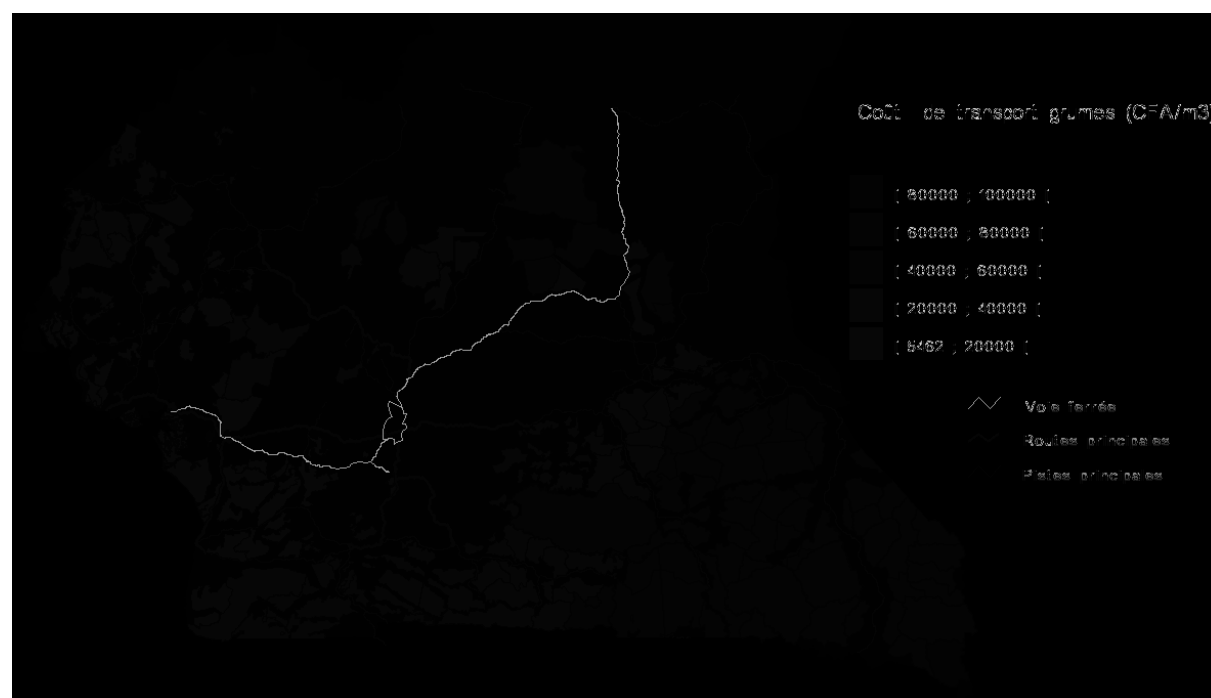 Coût de transport grumes (CFA/m3)
[ 80000 ; 100000 [
[ 60000 ; 80000 [
[ 40000 ; 60000 [
[ 20000 ; 40000 [
[ 5462 ; 20000 [
Voie ferrée
Routes principales
Pistes principales